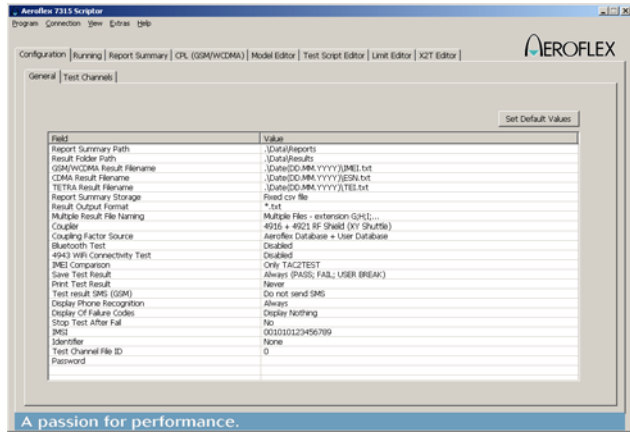 Aeroflex 7315 Scriptor
Program Connection View Extras Help
AEROFLEX
Configuration Running Report Summary CPL (GSM/WCDMA) Model Editor Test Script Editor Limit Editor X2T Editor
General Test Channels
Set Default Values
Field Value
Report Summary Path .\Data\Reports
Result Folder Path .\Data\Results
GSM/WCDMA Result Filename .\Date(DD.MM.YYYY)\IMEI.txt
CDMA Result Filename .\Date(DD.MM.YYYY)\ESN.txt
TETRA Result Filename .\Date(DD.MM.YYYY)\TEI.txt
Report Summary Storage Fixed csv file
Result Output Format *.txt
Multiple Result File Naming Multiple Files - extension G;H;I;...
Coupler 4916 + 4921 RF Shield (XY Shuttle)
Coupling Factor Source Aeroflex Database + User Database
Bluetooth Test Disabled
4943 WiFi Connectivity Test Disabled
IMEI Comparison Only TAC2TEST
Save Test Result Always (PASS; FAIL; USER BREAK)
Print Test Result Never
Test result SMS (GSM) Do not send SMS
Display Phone Recognition Always
Display Of Failure Codes Display Nothing
Stop Test After Fail No
IMSI 001010123456789
Identifier None
Test Channel File ID 0
Password
A passion for performance.